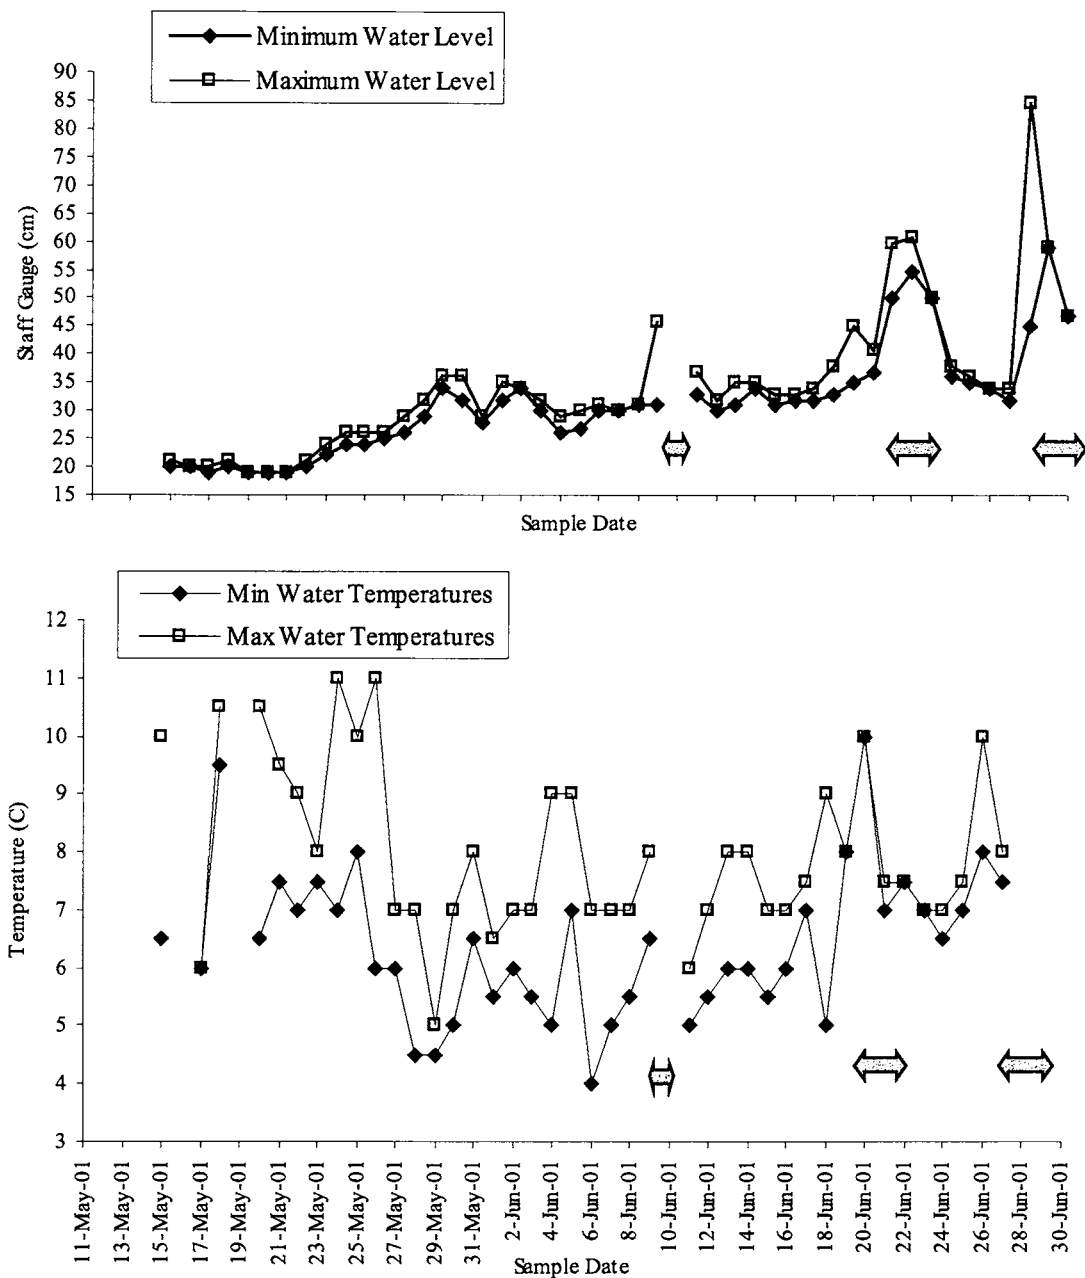 Minimum Water Level
Maximum Water Level
90
85
80
75
70
65
60
55
50
45
40
35
30
25
20
15
Staff Gauge (cm)
Sample Date
Min Water Temperatures
Max Water Temperatures
12
11
10
9
8
7
6
5
4
3
Temperature (C)
11-May-01
13-May-01
15-May-01
17-May-01
19-May-01
21-May-01
23-May-01
25-May-01
27-May-01
29-May-01
31-May-01
2-Jun-01
4-Jun-01
6-Jun-01
8-Jun-01
10-Jun-01
12-Jun-01
14-Jun-01
16-Jun-01
18-Jun-01
20-Jun-01
22-Jun-01
24-Jun-01
26-Jun-01
28-Jun-01
30-Jun-01
Sample Date